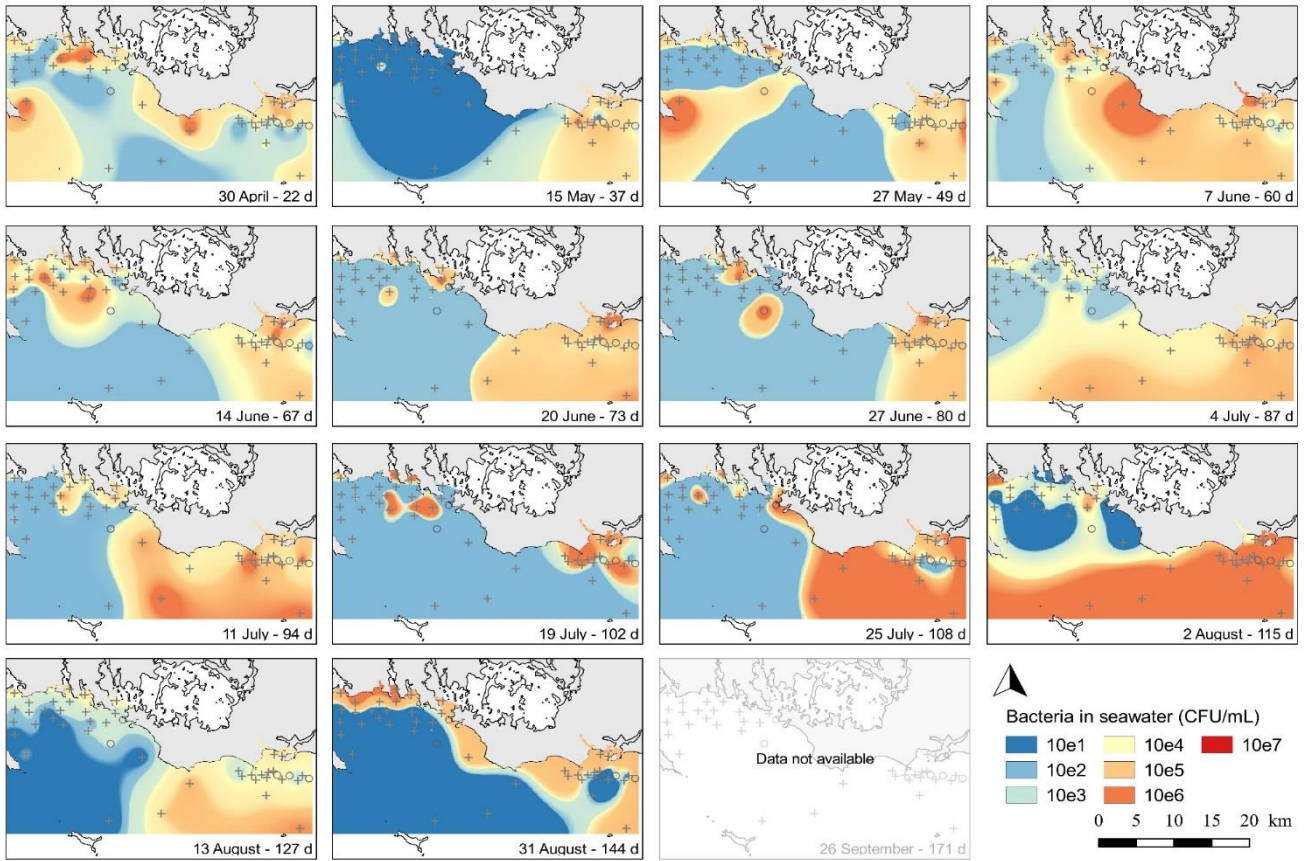 30 April - 22 d
15 May - 37 d
27 May - 49 d
7 June - 60 d
14 June - 67 d
20 June - 73 d
27 June - 80 d
4 July - 87 d
11 July - 94 d
19 July - 102 d
25 July - 108 d
2 August - 115 d
13 August - 127 d
31 August - 144 d
Data not available
26 September - 171 d
Bacteria in seawater (CFU/mL)
10e1 10e4 10e7
10e2 10e5
10e3 10e6
0 5 10 15 20 km